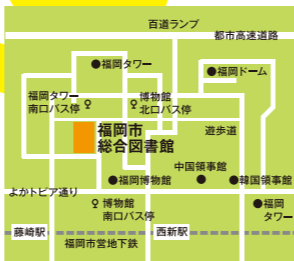 百道ランプ
都市高速道路
●福岡タワー
●福岡ドーム
福岡タワー
南口バス停
博物館
北口バス停
福岡市
総合図書館
遊歩道
中国領事館
●福岡博物館
●
●韓国領事館
よかトピア通り
博物館
南口バス停
●福岡
タワー
藤崎駅
西新駅
福岡市営地下鉄